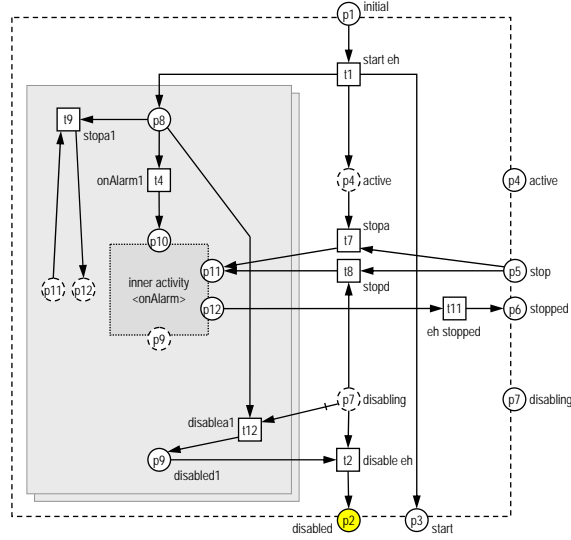 p1 initial
start eh
t1
t9
p8
stopa1
onAlarm1 t4
p4 active
p4 active
p10
stopa
t7
inner activity
<onAlarm>
p11
t8
p5 stop
stopd
p11 p12
p12
t11
p6 stopped
eh stopped
p9
p7 disabling
p7 disabling
disablea1
t12
p9
disabled1
t2 disable eh
disabled
p2
p3
start